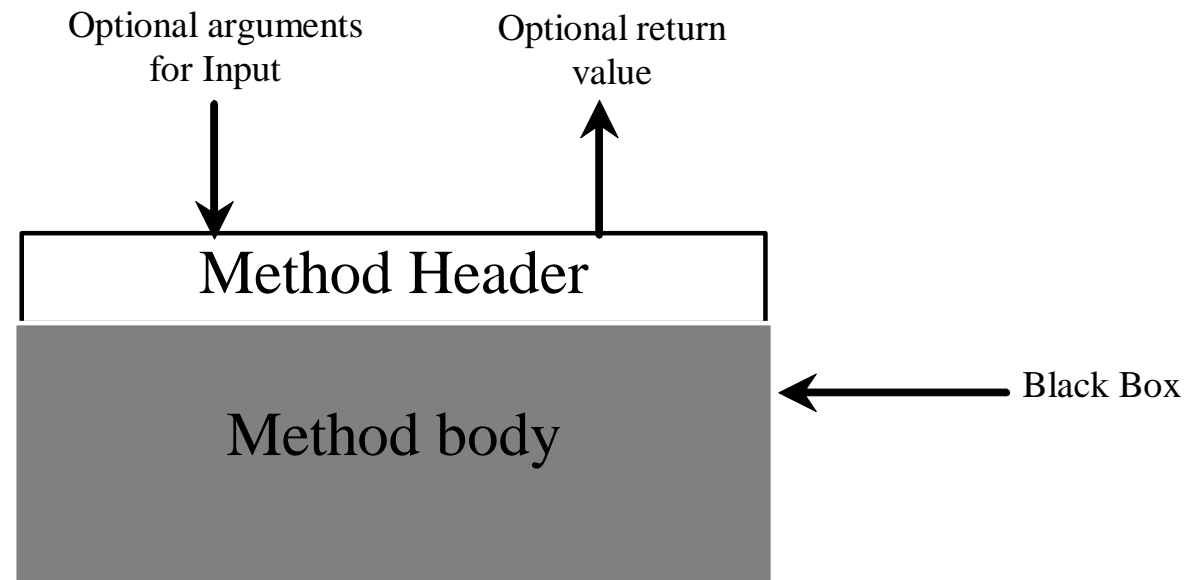 Optional arguments
for Input
Optional return
value
Method Header
Black Box
Method body